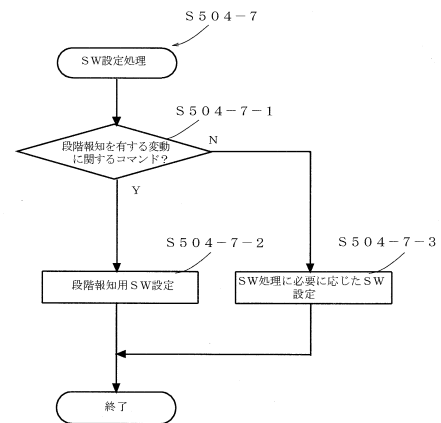 S504-7
SW設定処理
S504-7-1
段階報知を有する変動
に関するコマンド?
N
Y
S504-7-2
S504-7-3
段階報知用SW設定
SW処理に必要に応じたSW
設定
終了